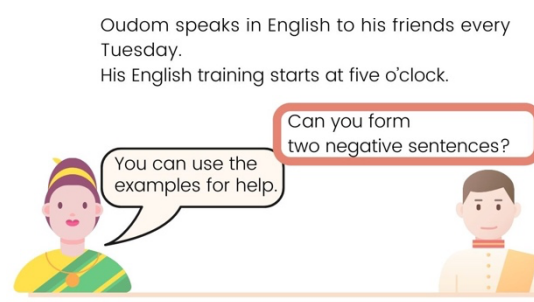 Oudom speaks in English to his friends every
Tuesday.
His English training starts at five o'clock.
Can you form
two negative sentences?
You can use the
examples for help.